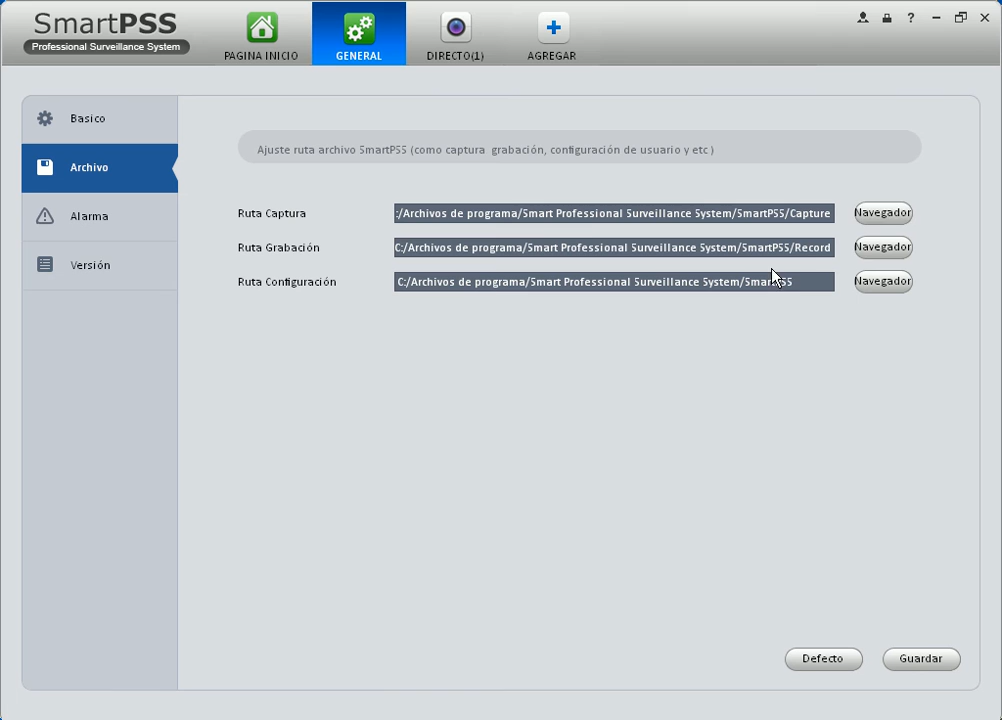 SmartPSS
Professional Surveillance System
PAGINA INICIO
GENERAL
DIRECTO(1)
AGREGAR
?
Basico
Archivo
Alarma
Versión
Ajuste ruta archivo SmartPSS (como captura grabación, configuración de usuario y etc )
Ruta Captura
:/Archivos de programa/Smart Professional Surveillance System/SmartPSS/Capture
Navegador
Ruta Grabación
C:/Archivos de programa/Smart Professional Surveillance System/SmartPSS/Record
Navegador
Ruta Configuración
C:/Archivos de programa/Smart Professional Surveillance System/SmartPSS
Navegador
Defecto
Guardar